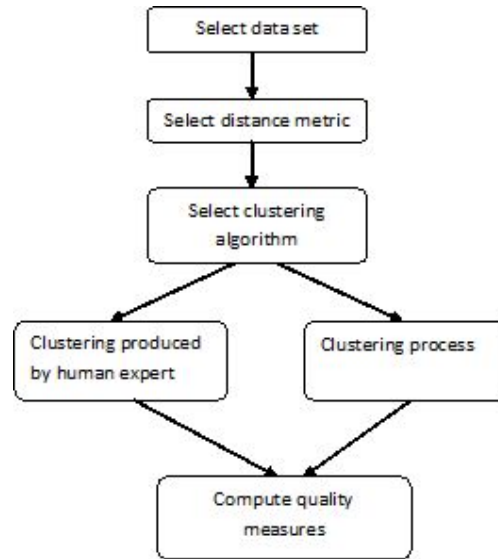 Select data set
Select distance metric
Select clustering
algorithm
Clustering produced
by human expert
Clustering process
Compute quality
measures